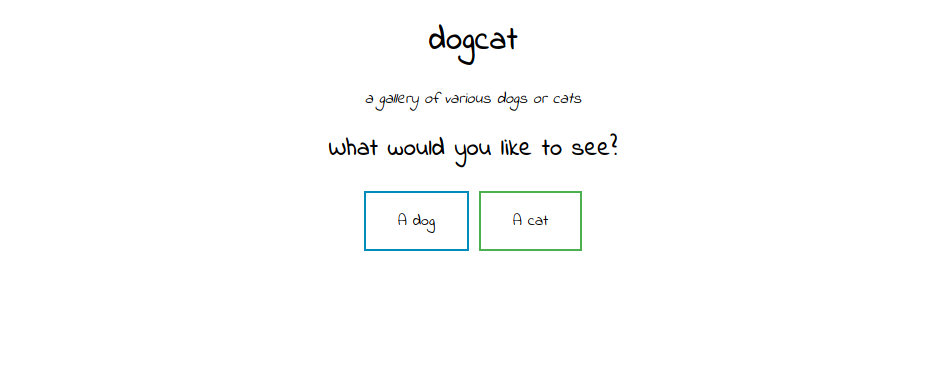 dogcat
a gallery of various dogs or cats
What would you like to see?
A dog
A cat